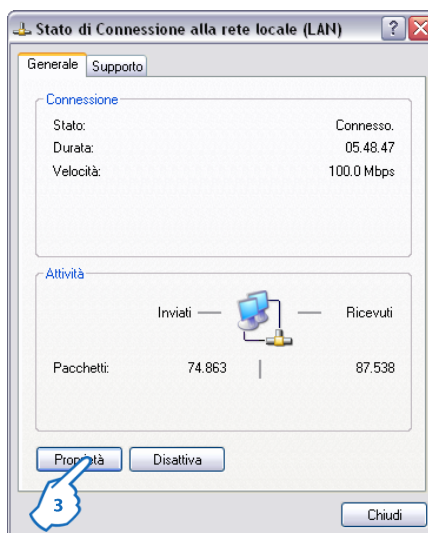 Stato di Connessione alla rete locale (LAN)
Generale Supporto
Connessione
Stato: Connesso.
Durata: 05.48.47
Velocità: 100.0 Mbps
Attività
Inviati Ricevuti
Pacchetti: 74.863 87.538
Proprietà Disattiva
3
Chiudi